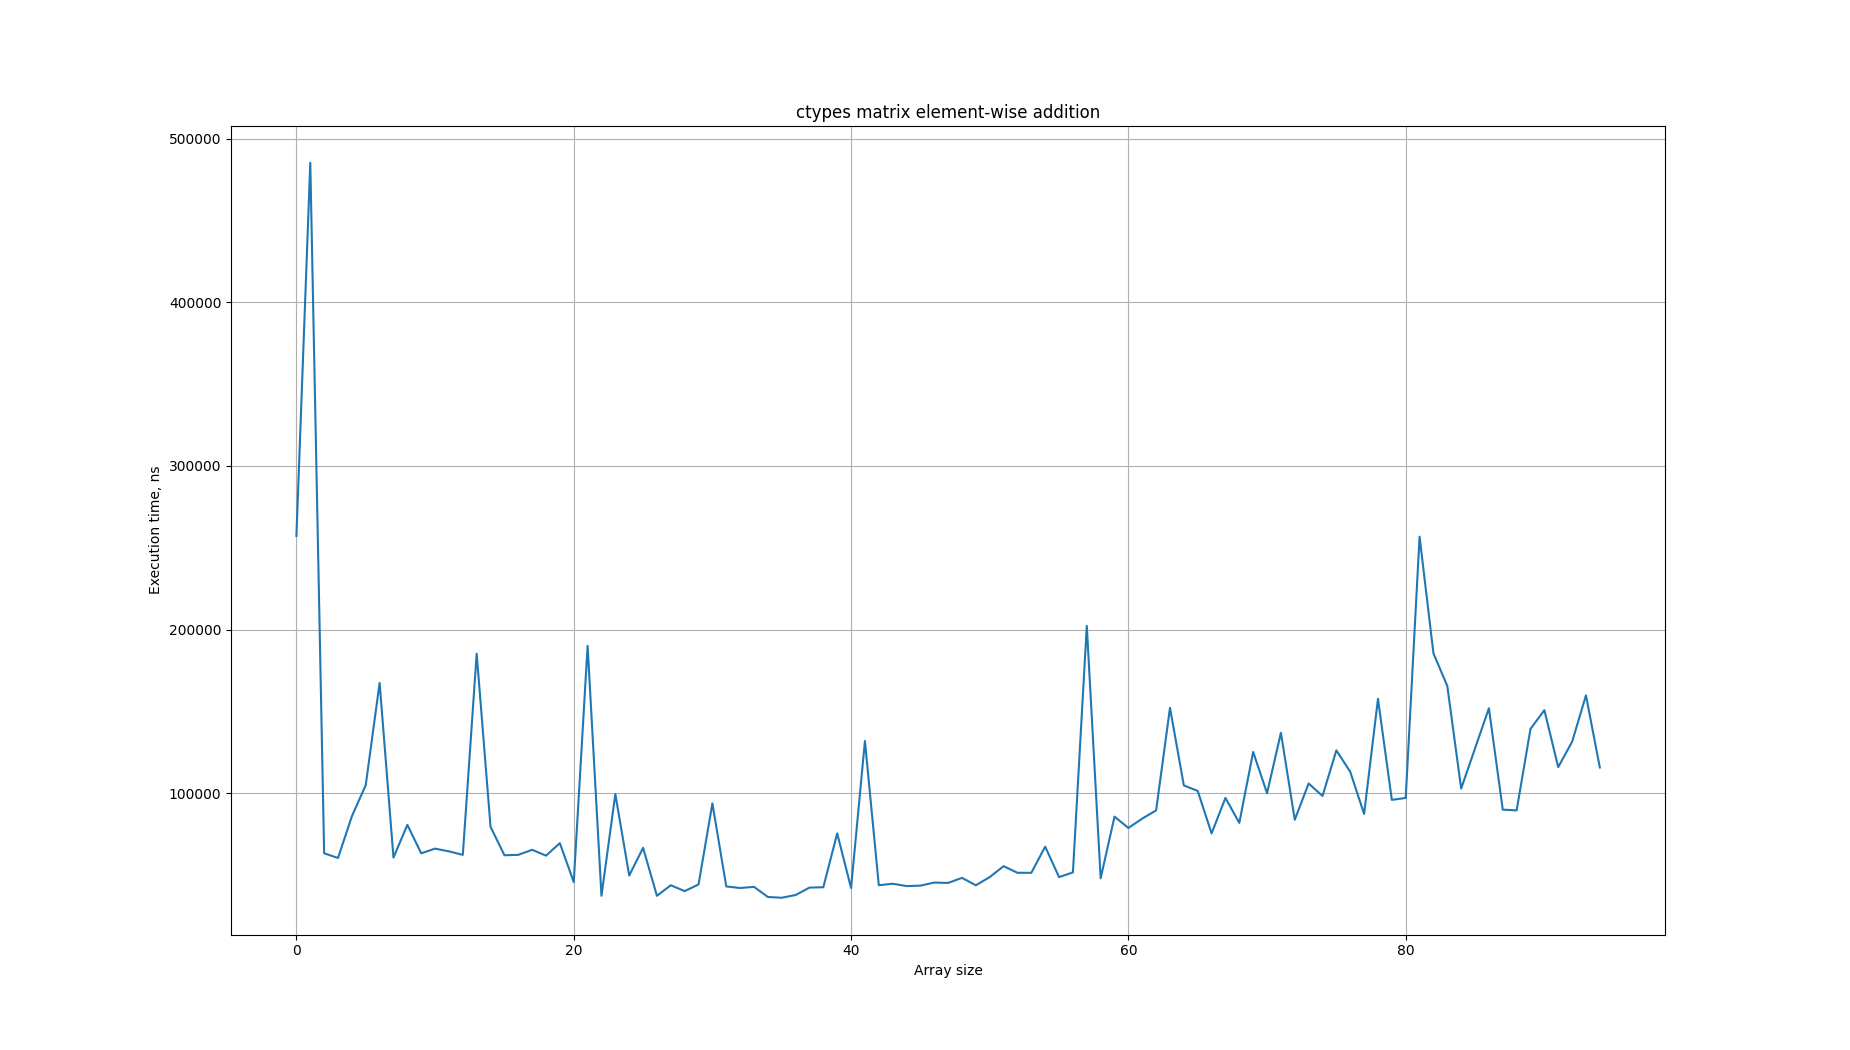 ctypes matrix element-wise addition
500000
400000
300000
200000
100000
Execution time, ns
0 20 40 60 80
Array size